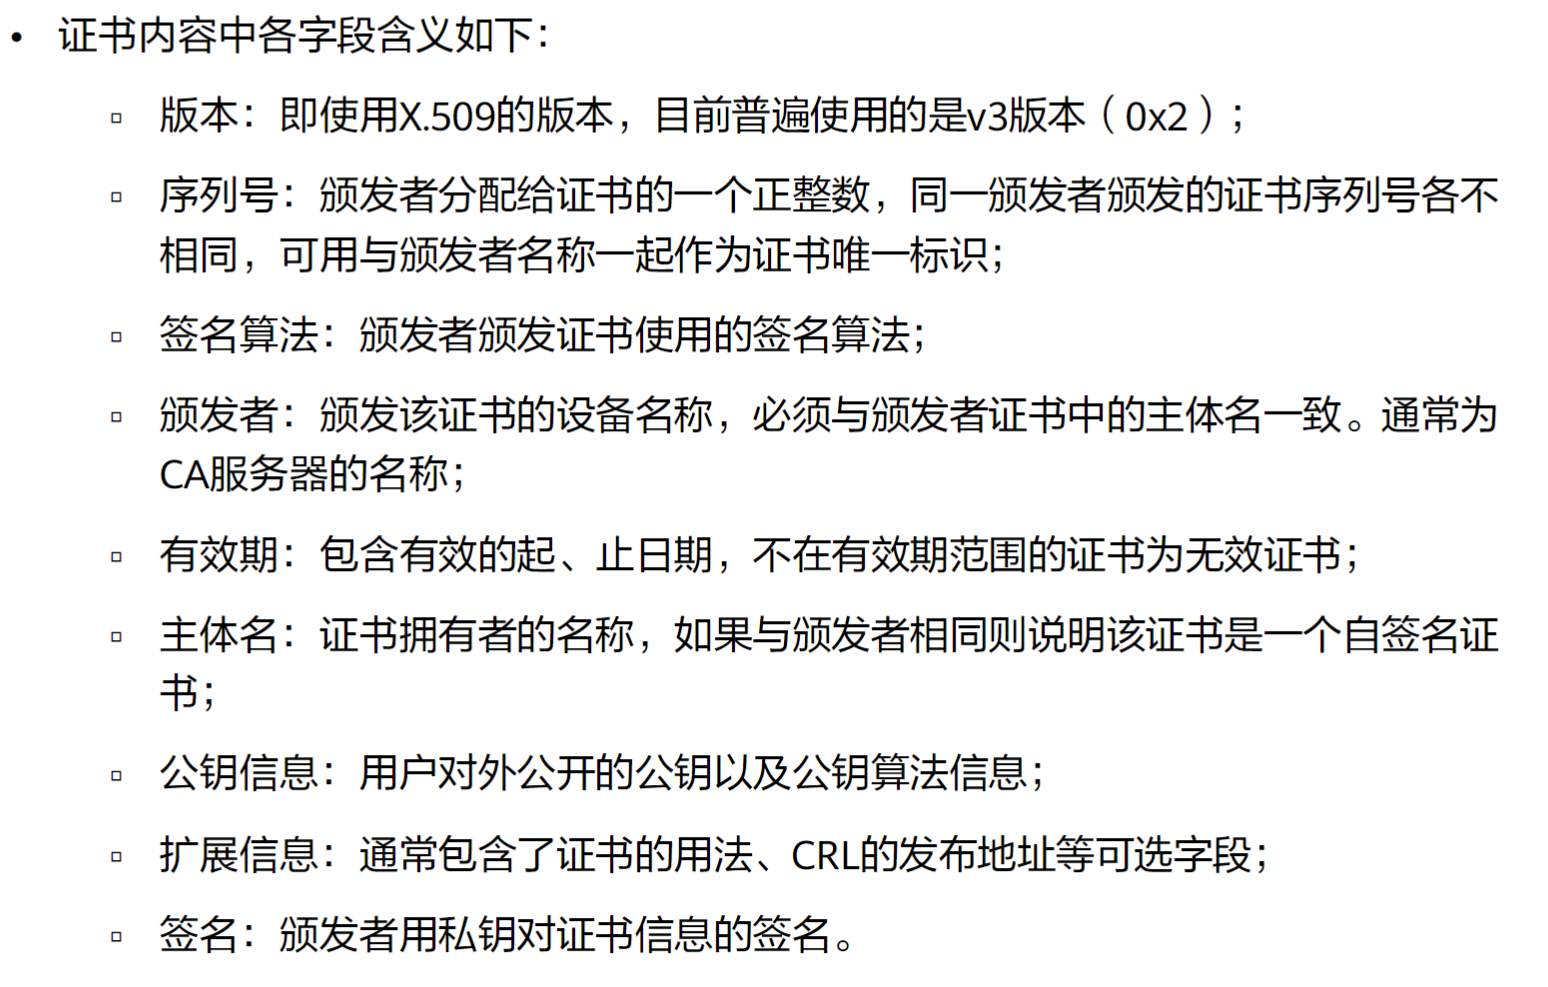 • 证书内容中各字段含义如下：
▫ 版本：即使用X.509的版本，目前普遍使用的是v3版本（0x2）；
▫ 序列号：颁发者分配给证书的一个正整数，同一颁发者颁发的证书序列号各不
相同，可用与颁发者名称一起作为证书唯一标识；
▫ 签名算法：颁发者颁发证书使用的签名算法；
▫ 颁发者：颁发该证书的设备名称，必须与颁发者证书中的主体名一致。通常为
CA服务器的名称；
▫ 有效期：包含有效的起、止日期，不在有效期范围的证书为无效证书；
▫ 主体名：证书拥有者的名称，如果与颁发者相同则说明该证书是一个自签名证
书；
▫ 公钥信息：用户对外公开的公钥以及公钥算法信息；
▫ 扩展信息：通常包含了证书的用法、CRL的发布地址等可选字段；
▫ 签名：颁发者用私钥对证书信息的签名。